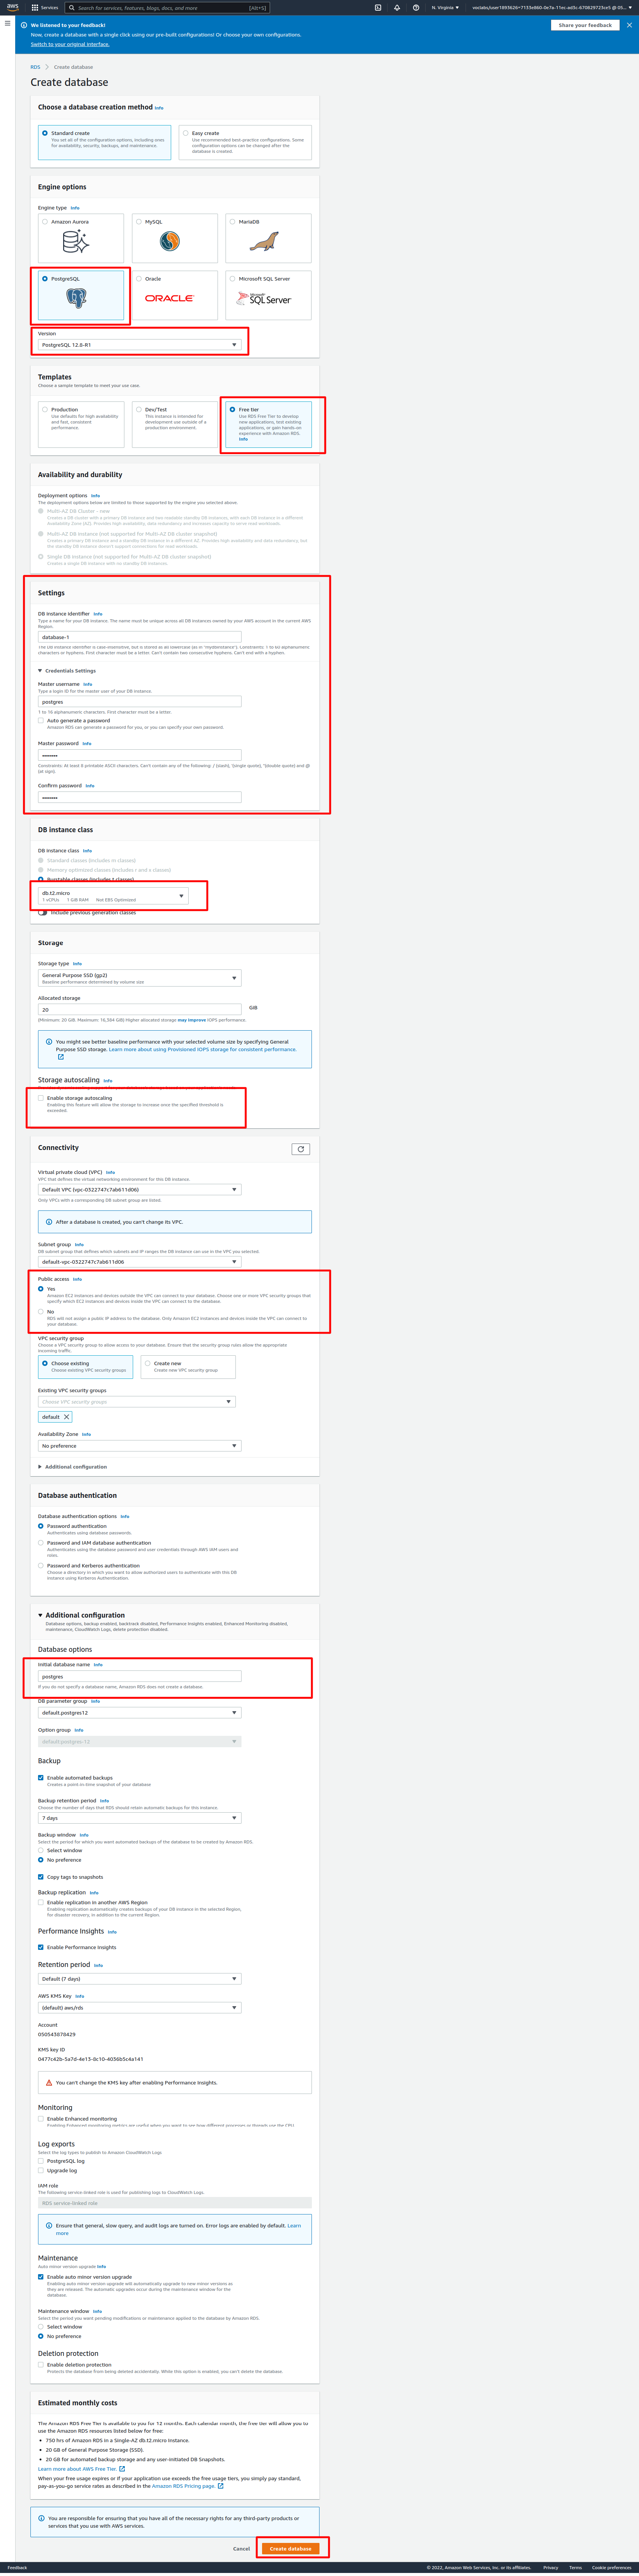 aws
Services
Search for services, features, blogs, docs, and more
[Alt+S]
N. Virginia
We listened to your feedback!
Now, create a database with a single click using our pre-built configurations! Or choose your own configurations.
Switch to your original interface.
Share your feedback
RDS
Create database
Create database
Choose a database creation method Info
Standard create
You set all of the configuration options, including ones
for availability, security, backups, and maintenance.
Easy create
Use recommended best-practice configurations. Some
configuration options can be changed after the
database is created.
Engine options
Engine type Info
Amazon Aurora
MySQL
MariaDB
PostgreSQL
Oracle
ORACLE
Microsoft SQL Server
Microsoft
SQL Server
Version
PostgreSQL 12.8-R1
Templates
Choose a sample template to meet your use case.
Production
Use defaults for high availability
and fast, consistent
performance.
Dev/Test
This instance is intended for
development use outside of a
production environment.
Free tier
Use RDS Free Tier to develop
new applications, test existing
applications, or gain hands-on
experience with Amazon RDS.
Info
Availability and durability
Deployment options Info
The deployment options below are limited to those supported by the engine you selected above.
Multi-AZ DB Cluster - new
Creates a DB cluster with a primary DB instance and two readable standby DB instances, with each DB instance in a different
Availability Zone (AZ). Provides high availability, data redundancy, and increases capacity to serve read workloads.
Multi-AZ DB instance (not supported for Multi-AZ DB cluster snapshot)
Creates a primary DB instance and a standby DB instance in a different AZ. Provides high availability and data redundancy, but
the standby DB instance doesn't support connections for read workloads.
Single DB instance (not supported for Multi-AZ DB cluster snapshot)
Creates a single DB instance with no standby DB instances.
Settings
DB instance identifier Info
Type a name for your DB instance. The name must be unique across all DB instances owned by your AWS account in the current AWS
Region.
database-1
The DB instance identifier is case-insensitive, but is stored as all lowercase (as in "mydbinstance"). Constraints: 1 to 60 alphanumeric
characters or hyphens. First character must be a letter. Can't contain two consecutive hyphens. Can't end with a hyphen.
Credentials Settings
Master username Info
Type a login ID for the master user of your DB instance.
postgres
1 to 16 alphanumeric characters. First character must be a letter.
Auto generate a password
Amazon RDS can generate a password for you, or you can specify your own password.
Master password Info
••••••••
Constraints: At least 8 printable ASCII characters. Can't contain any of the following: / (slash), '(single quote), "(double quote) and @
(at sign).
Confirm password Info
••••••••
DB instance class
DB instance class Info
Standard classes (includes m classes)
Memory optimized classes (includes r and x classes)
Burstable classes (includes t classes)
db.t2.micro
1 vCPUs 1 GiB RAM Not EBS Optimized
Include previous generation classes
Storage
Storage type Info
General Purpose SSD (gp2)
Baseline performance determined by volume size
Allocated storage
20
GiB
(Minimum: 20 GiB. Maximum: 16,384 GiB) Higher allocated storage may improve IOPS performance.
You might see better baseline performance with your selected volume size by specifying General
Purpose SSD storage. Learn more about using Provisioned IOPS storage for consistent performance.
Storage autoscaling Info
Enable storage autoscaling
Enabling this feature will allow the storage to increase once the specified threshold is
exceeded.
Connectivity
Virtual private cloud (VPC) Info
VPC that defines the virtual networking environment for this DB instance.
Default VPC (vpc-0322747c7ab611d06)
Only VPCs with a corresponding DB subnet group are listed.
After a database is created, you can't change its VPC.
Subnet group Info
DB subnet group that defines which subnets and IP ranges the DB instance can use in the VPC you selected.
default-vpc-0322747c7ab611d06
Public access Info
Yes
Amazon EC2 instances and devices outside the VPC can connect to your database. Choose one or more VPC security groups that
specify which EC2 instances and devices inside the VPC can connect to the database.
No
RDS will not assign a public IP address to the database. Only Amazon EC2 instances and devices inside the VPC can connect to
your database.
VPC security group
Choose a VPC security group to allow access to your database. Ensure that the security group rules allow the appropriate
incoming traffic.
Choose existing
Choose existing VPC security groups
Create new
Create new VPC security group
Existing VPC security groups
Choose VPC security groups
default
Availability Zone Info
No preference
Additional configuration
Database authentication
Database authentication options Info
Password authentication
Authenticates using database passwords.
Password and IAM database authentication
Authenticates using the database password and user credentials through AWS IAM users and
roles.
Password and Kerberos authentication
Choose a directory in which you want to allow authorized users to authenticate with this DB
instance using Kerberos Authentication.
Additional configuration
Database options, backup enabled, backtrack disabled, Performance Insights enabled, Enhanced Monitoring disabled,
maintenance, CloudWatch Logs, delete protection disabled.
Database options
Initial database name Info
postgres
If you do not specify a database name, Amazon RDS does not create a database.
DB parameter group Info
default.postgres12
Option group Info
default:postgres-12
Backup
Enable automated backups
Creates a point-in-time snapshot of your database
Backup retention period Info
Choose the number of days that RDS should retain automatic backups for this instance.
7 days
Backup window Info
Select the period for which you want automated backups of the database to be created by Amazon RDS.
Select window
No preference
Copy tags to snapshots
Backup replication Info
Enable replication in another AWS Region
Enabling replication automatically creates backups of your DB instance in the selected Region,
for disaster recovery, in addition to the current Region.
Performance Insights Info
Enable Performance Insights
Retention period Info
Default (7 days)
AWS KMS Key Info
(default) aws/rds
Account
050543878429
KMS key ID
0477c42b-5a7d-4e13-8c10-4036b5c4a141
You can't change the KMS key after enabling Performance Insights.
Monitoring
Enable Enhanced monitoring
Enabling Enhanced monitoring metrics are useful when you want to see how different processes or threads use the CPU.
Log exports
Select the log types to publish to Amazon CloudWatch Logs
PostgreSQL log
Upgrade log
IAM role
The following service-linked role is used for publishing logs to CloudWatch Logs.
RDS service-linked role
Ensure that general, slow query, and audit logs are turned on. Error logs are enabled by default. Learn
more
Maintenance
Auto minor version upgrade Info
Enable auto minor version upgrade
Enabling auto minor version upgrade will automatically upgrade to new minor versions as
they are released. The automatic upgrades occur during the maintenance window for the
database.
Maintenance window Info
Select the period you want pending modifications or maintenance applied to the database by Amazon RDS.
Select window
No preference
Deletion protection
Enable deletion protection
Protects the database from being deleted accidentally. While this option is enabled, you can't delete the database.
Estimated monthly costs
The Amazon RDS Free Tier is available to you for 12 months. Each calendar month, the free tier will allow you to
use the Amazon RDS resources listed below for free:
• 750 hrs of Amazon RDS in a Single-AZ db.t2.micro Instance.
• 20 GB of General Purpose Storage (SSD).
• 20 GB for automated backup storage and any user-initiated DB Snapshots.
Learn more about AWS Free Tier.
When your free usage expires or if your application use exceeds the free usage tiers, you simply pay standard,
pay-as-you-go service rates as described in the Amazon RDS Pricing page.
You are responsible for ensuring that you have all of the necessary rights for any third-party products or
services that you use with AWS services.
Cancel
Create database
Feedback
© 2022, Amazon Web Services, Inc. or its affiliates.
Privacy
Terms
Cookie preferences